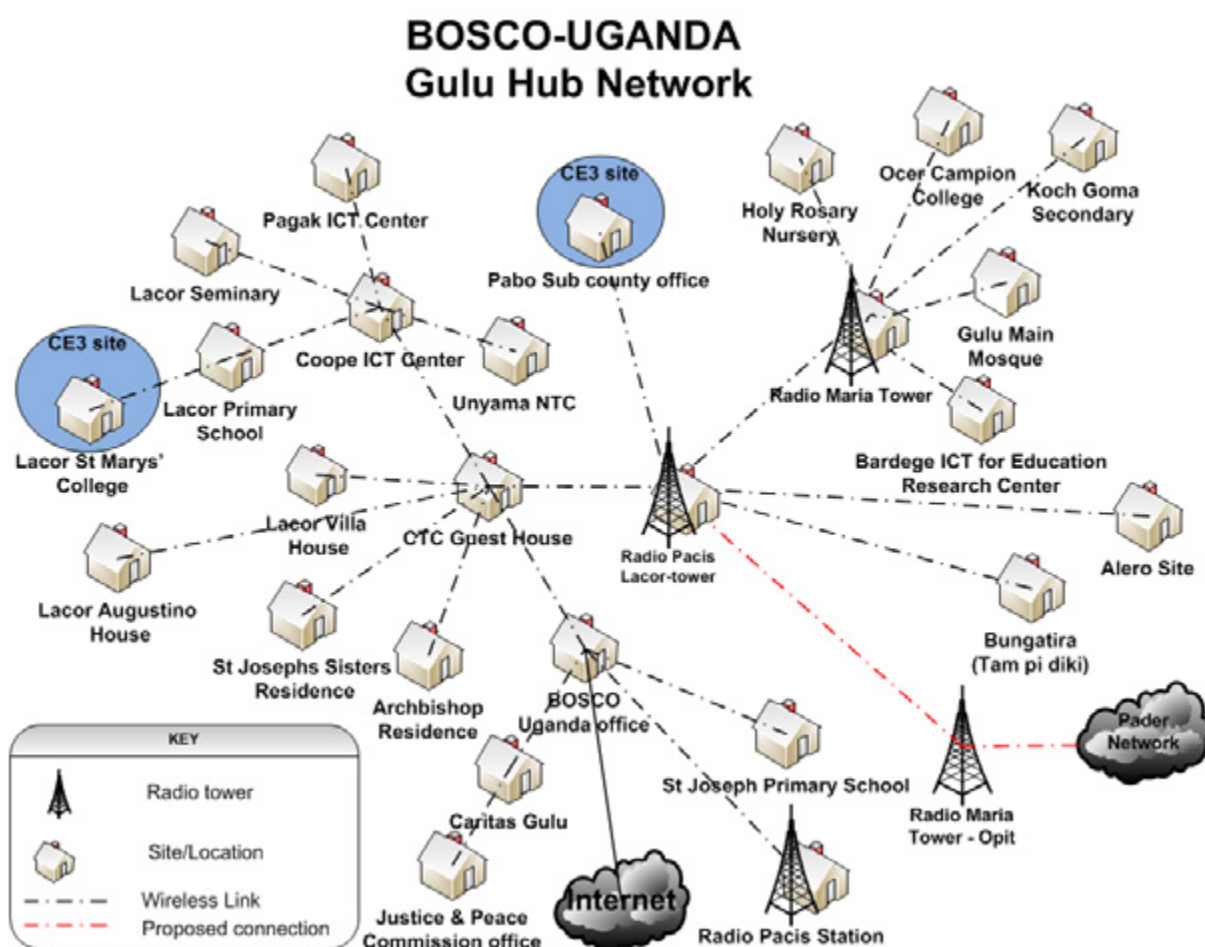 BOSCO-UGANDA
Gulu Hub Network
Pagak ICT Center
CE3 site
Pabo Sub county office
Holy Rosary
Nursery
Ocer Campion
College
Koch Goma
Secondary
Lacor Seminary
Coope ICT Center
Unyama NTC
Gulu Main
Mosque
Radio Maria Tower
CE3 site
Lacor St Marys'
College
Lacor Primary
School
Bardege ICT for Education
Research Center
Lacor Villa
House
CTC Guest House
Radio Pacis
Lacor-tower
Alero Site
Lacor Augustino
House
St Josephs Sisters
Residence
Archbishop
Residence
BOSCO
Uganda office
Bungatira
(Tam pi diki)
Pader
Network
St Joseph Primary School
Radio Maria
Tower - Opit
Caritas Gulu
Justice & Peace
Commission office
Internet
Radio Pacis Station
KEY
Radio tower
Site/Location
Wireless Link
Proposed connection